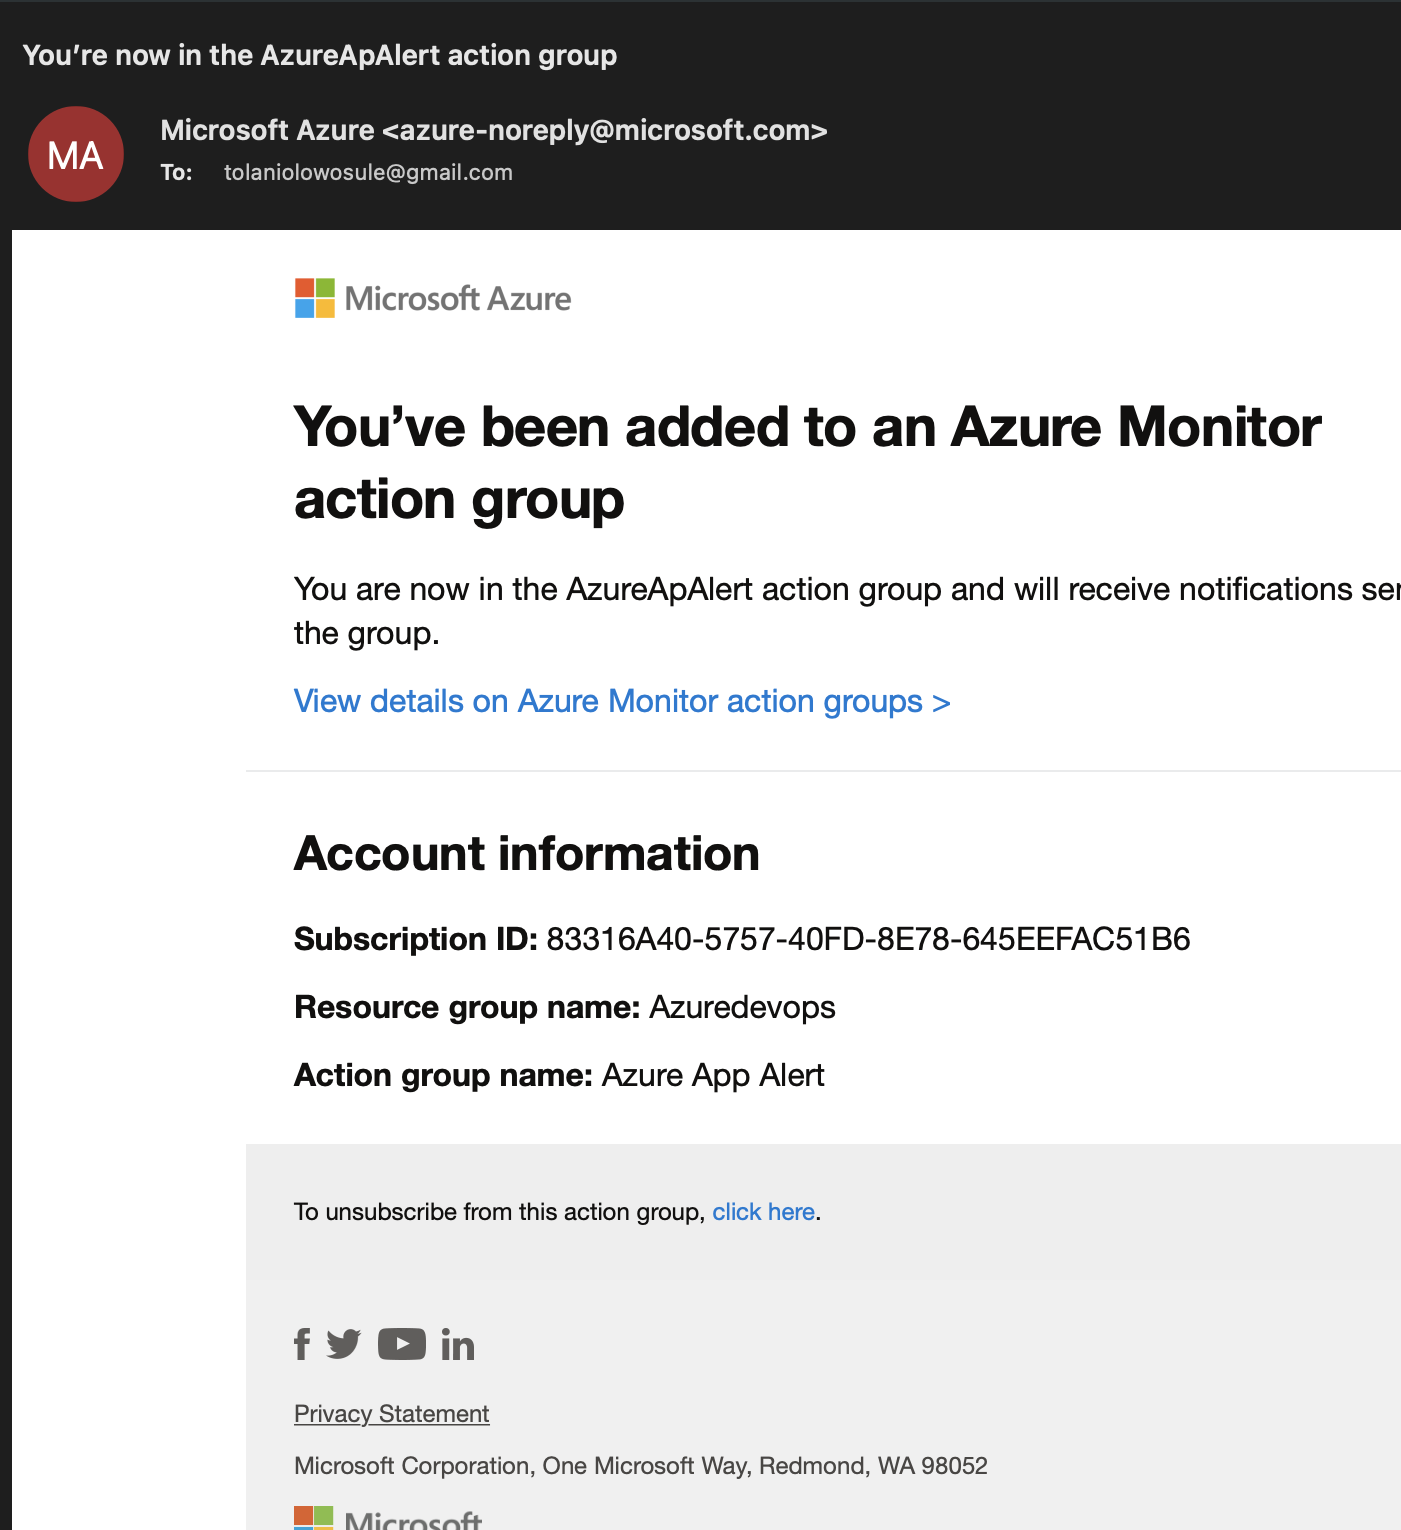 You're now in the AzureApAlert action group
MA
Microsoft Azure <azure-noreply@microsoft.com>
To: tolaniolowosule@gmail.com
Microsoft Azure
You've been added to an Azure Monitor
action group
You are now in the AzureApAlert action group and will receive notifications
the group.
View details on Azure Monitor action groups >
Account information
Subscription ID: 83316A40-5757-40FD-8E78-645EEFAC51B6
Resource group name: Azuredevops
Action group name: Azure App Alert
To unsubscribe from this action group, click here.
f in
Privacy Statement
Microsoft Corporation, One Microsoft Way, Redmond, WA 98052
Microsoft